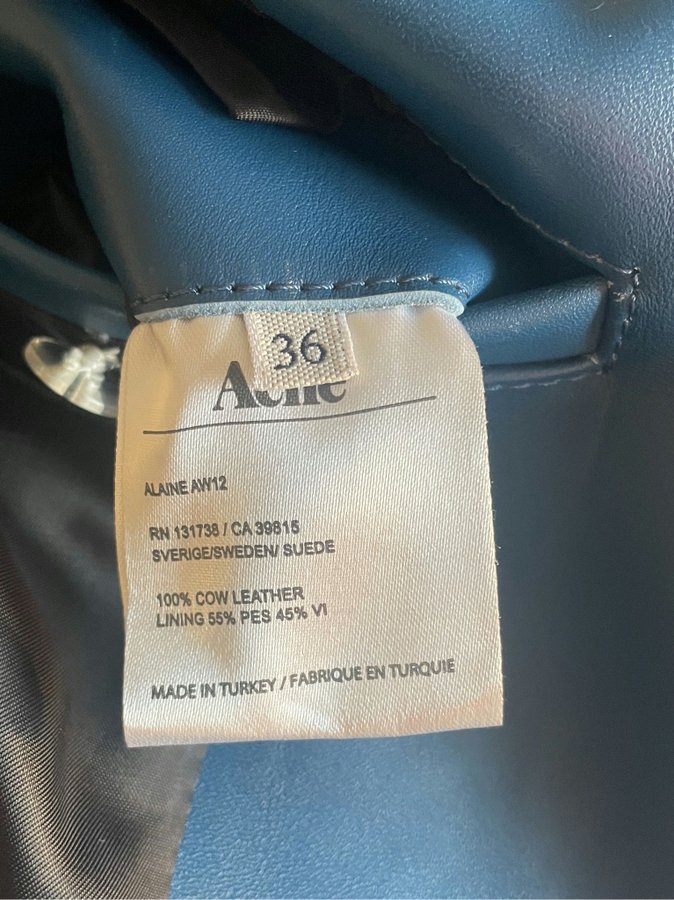 36
Acne
ALAINE AW12
RN 131738 / CA 39815
SVERIGE/SWEDEN/ SUEDE
100% COW LEATHER
LINING 55% PES 45% VI
MADE IN TURKEY / FABRIQUE EN TURQUIE